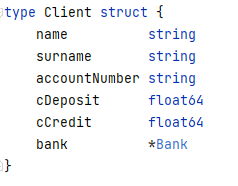 type Client struct {
name string
surname string
accountNumber string
cDeposit float64
cCredit float64
bank *Bank
}